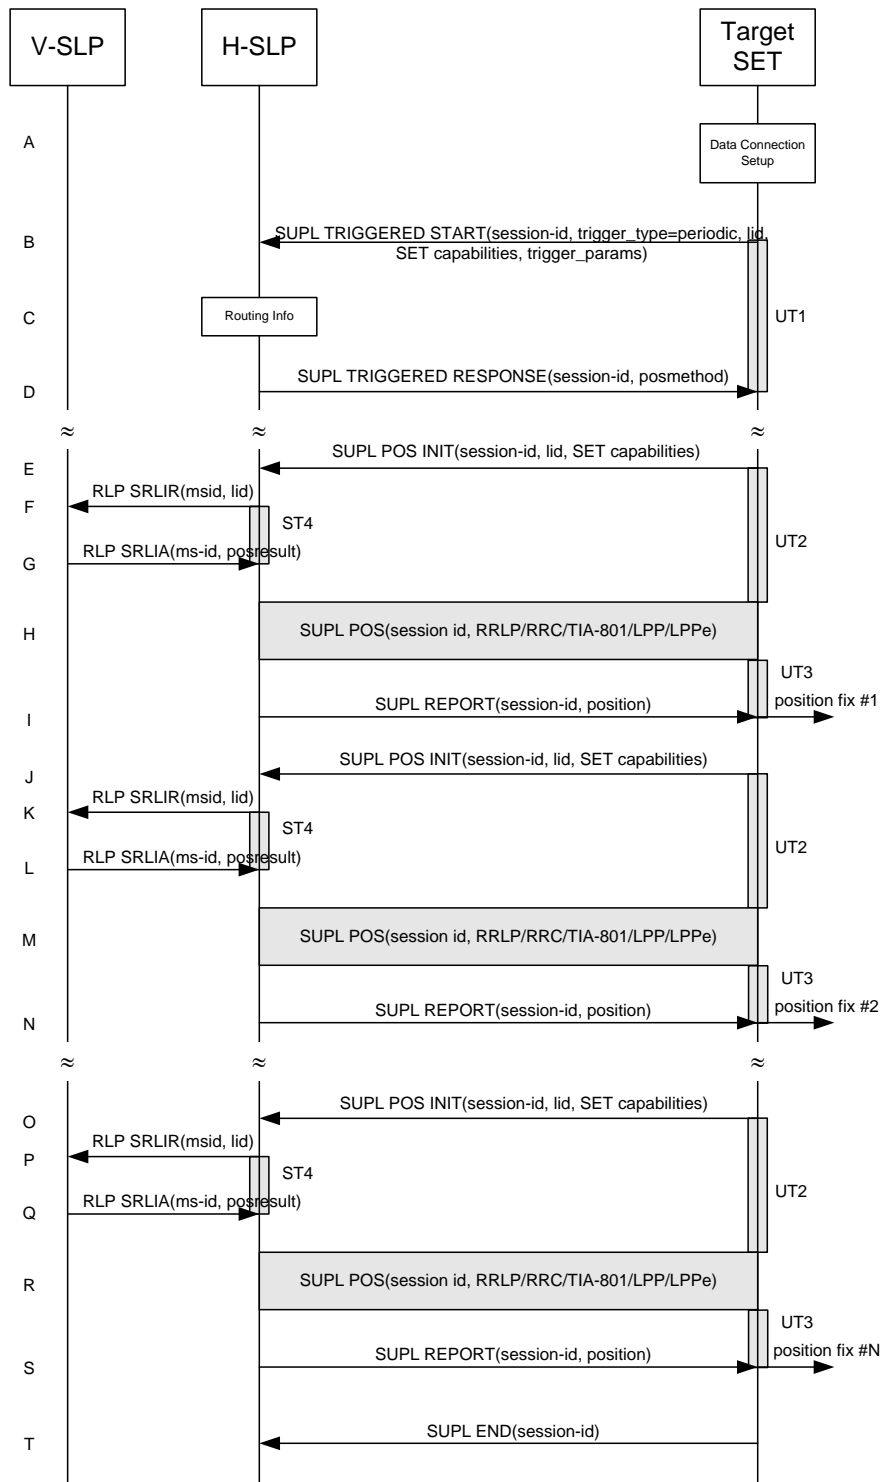 V-SLP
H-SLP
Target
SET
A
Data Connection
Setup
B
SUPL TRIGGERED START(session-id, trigger_type=periodic, lid,
SET capabilities, trigger_params)
C
Routing Info
UT1
D
SUPL TRIGGERED RESPONSE(session-id, posmethod)
≈ ≈ ≈
E
SUPL POS INIT(session-id, lid, SET capabilities)
F
RLP SRLIR(msid, lid)
ST4
UT2
G
RLP SRLIA(ms-id, posresult)
H
SUPL POS(session id, RRLP/RRC/TIA-801/LPP/LPPe)
UT3
I
SUPL REPORT(session-id, position)
position fix #1
J
SUPL POS INIT(session-id, lid, SET capabilities)
K
RLP SRLIR(msid, lid)
ST4
UT2
L
RLP SRLIA(ms-id, posresult)
M
SUPL POS(session id, RRLP/RRC/TIA-801/LPP/LPPe)
UT3
N
SUPL REPORT(session-id, position)
position fix #2
≈ ≈ ≈
O
SUPL POS INIT(session-id, lid, SET capabilities)
P
RLP SRLIR(msid, lid)
ST4
UT2
Q
RLP SRLIA(ms-id, posresult)
R
SUPL POS(session id, RRLP/RRC/TIA-801/LPP/LPPe)
UT3
S
SUPL REPORT(session-id, position)
position fix #N
T
SUPL END(session-id)